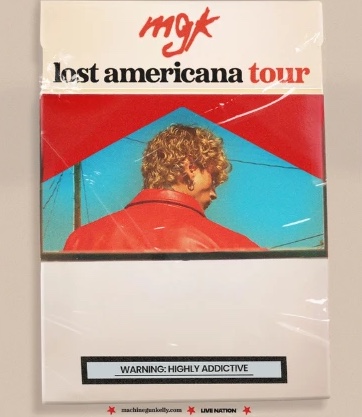 mgk
lost americana tour
WARNING: HIGHLY ADDICTIVE
machinegunkelly.com LIVE NATION